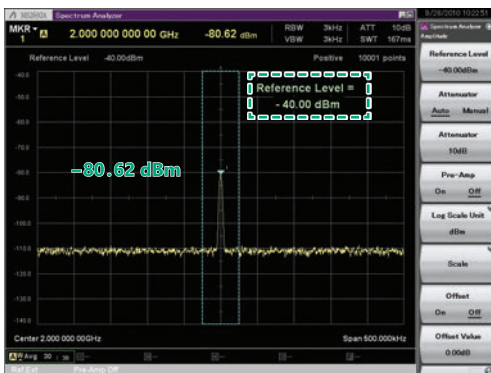 MS2690A Spectrum Analyzer
9/28/2010 10:22:51
MKR
1
2.000 000 000 00 GHz
-80.62 dBm
RBW 3kHz
VBW 3kHz
ATT 10dB
SWT 167ms
Spectrum Analyzer
Amplitude
Reference Level -40.00dBm
Positive 10001 points
Reference Level =
- 40.00 dBm
-80.62 dBm
-40.0
-50.0
-60.0
-70.0
-80.0
-90.0
-100.0
-110.0
-120.0
-130.0
-140.0
Center 2.000 000 00GHz
Span 500.000kHz
Avg 30 : 30
Ref.Ext Pre-Amp Off
Reference Level
-40.00dBm
Attenuator
Auto Manual
Attenuator
10dB
Pre-Amp
On Off
Log Scale Unit
dBm
Scale
Offset
On Off
Offset Value
0.00dB